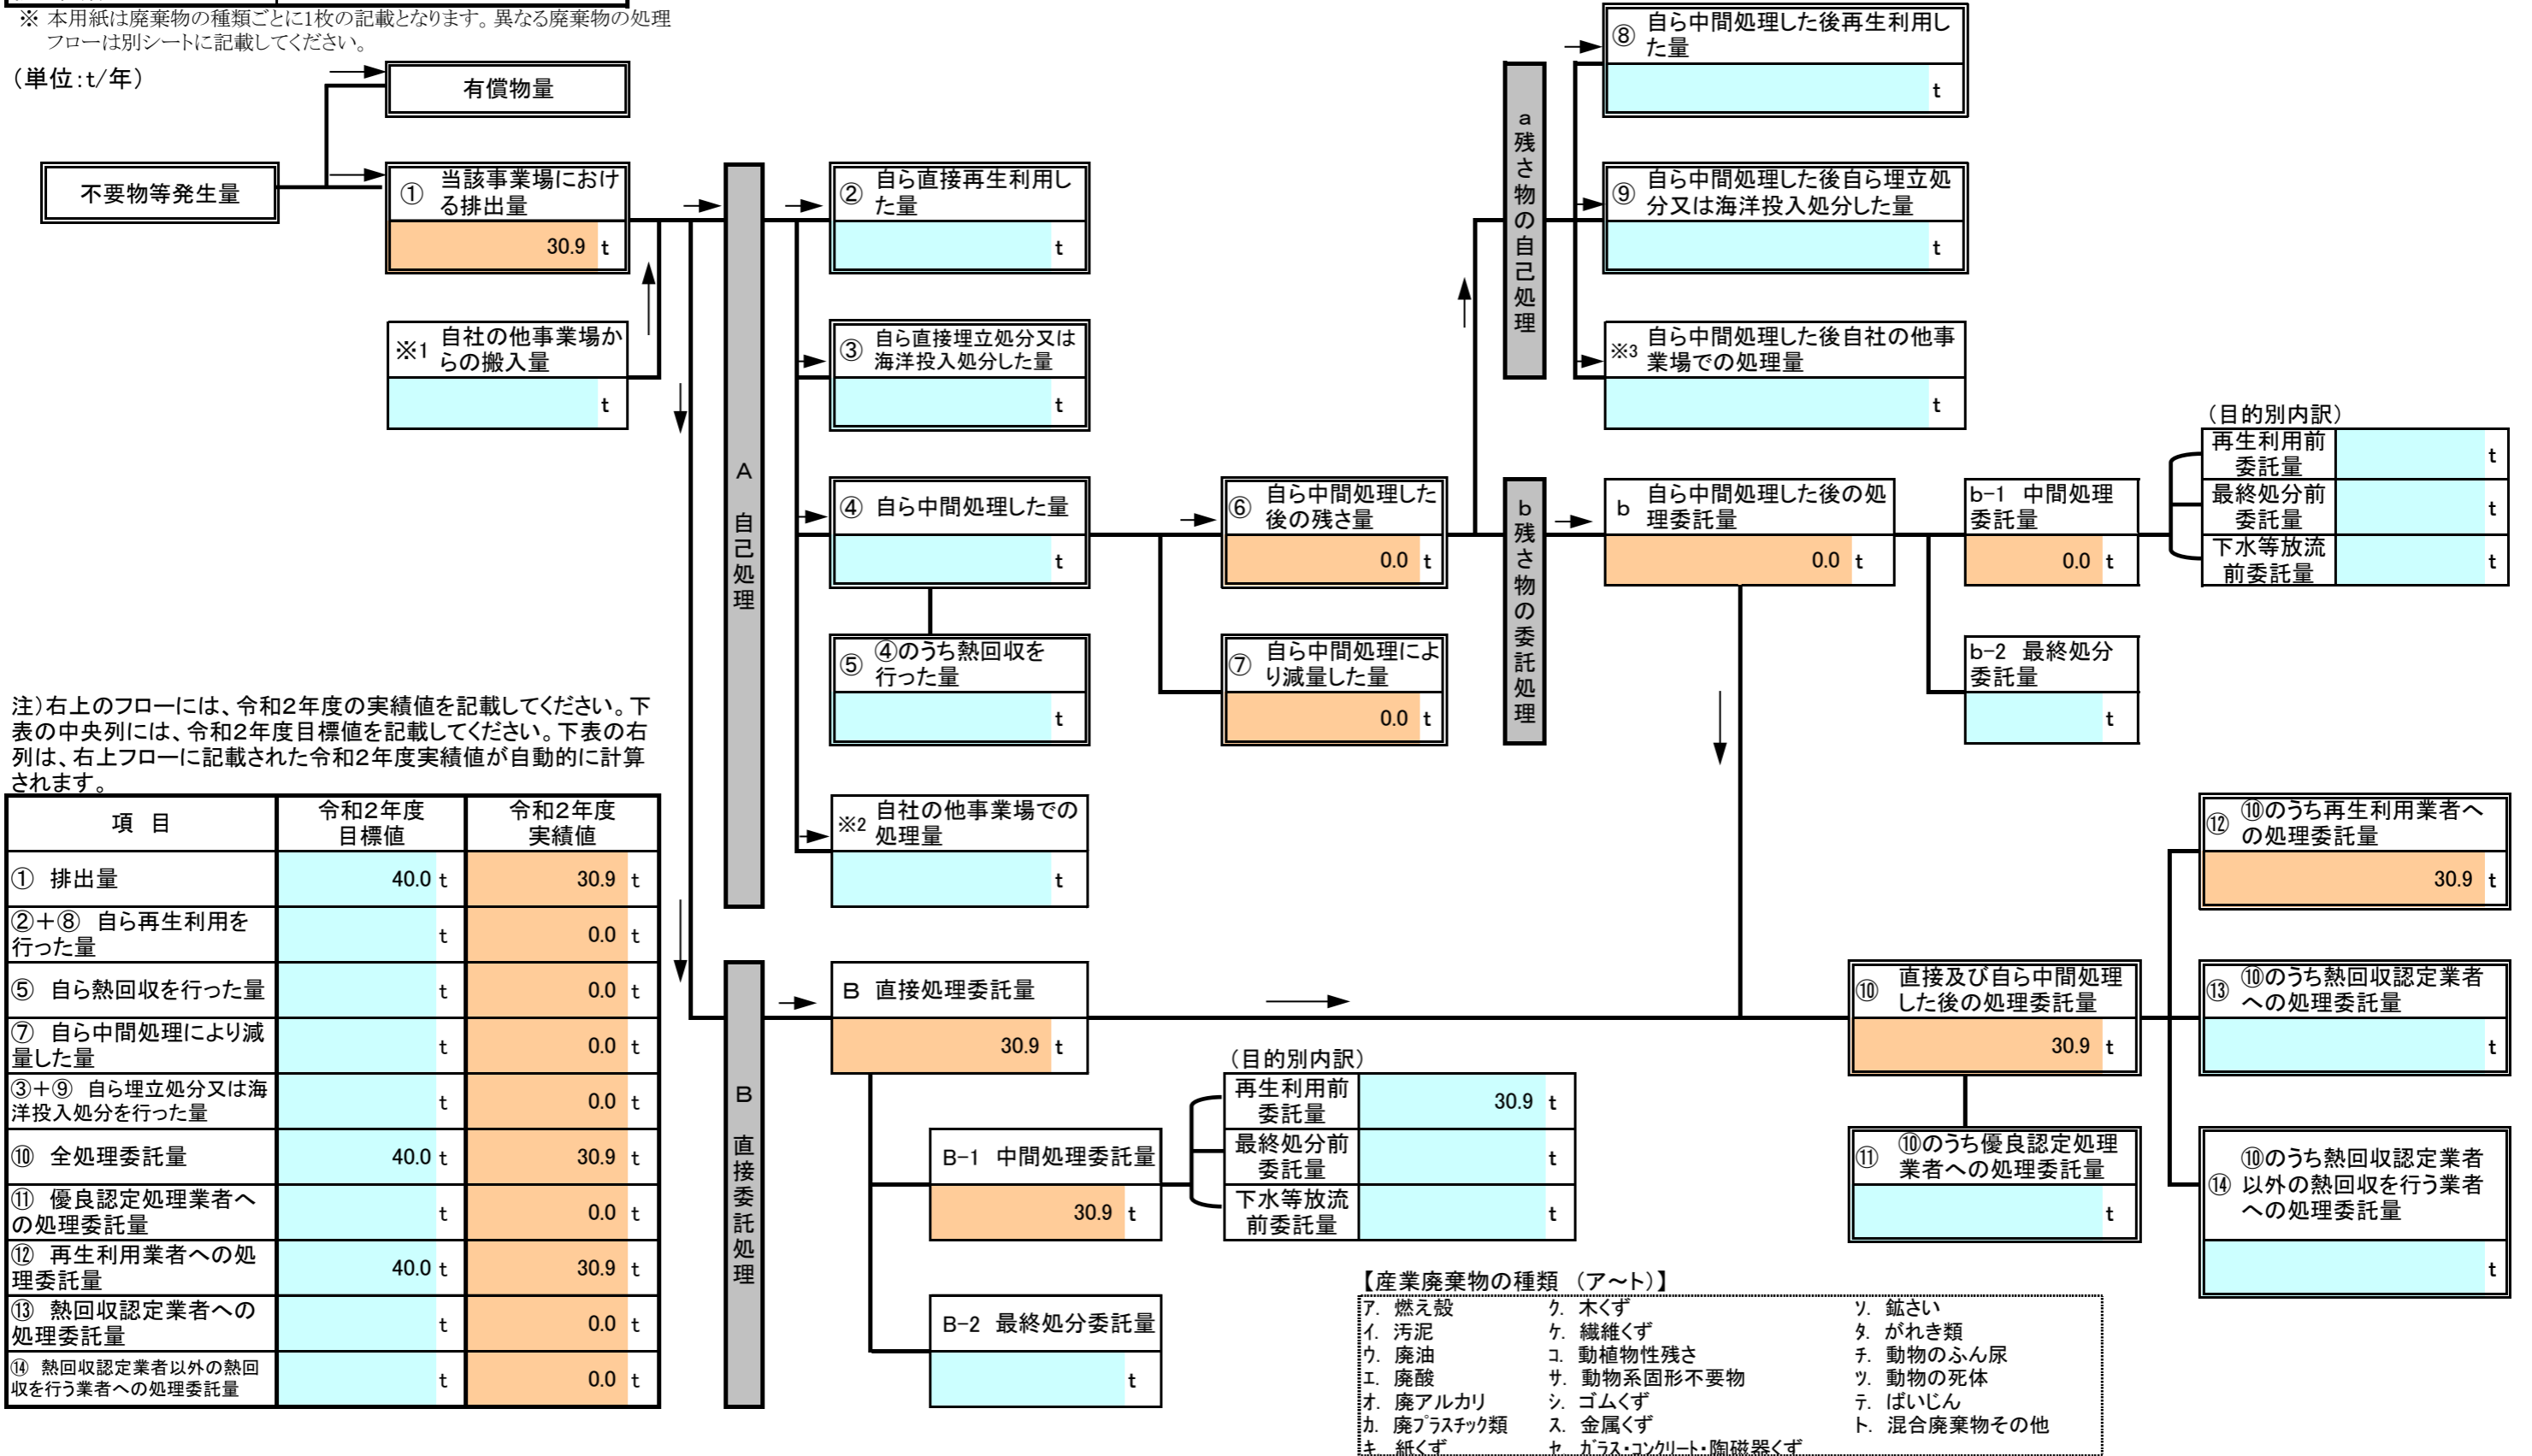 ※ 本用紙は廃棄物の種類ごとに1枚の記載となります。異なる廃棄物の処理
フローは別シートに記載してください。
（単位：t/年）
有償物量
不要物等発生量
① 当該事業場におけ
る排出量
30.9 t
※1 自社の他事業場か
らの搬入量
t
A 自己処理
② 自ら直接再生利用し
た量
t
③ 自ら直接埋立処分又は
海洋投入処分した量
t
④ 自ら中間処理した量
t
⑤ ④のうち熱回収を
行った量
t
※2 自社の他事業場での
処理量
t
⑥ 自ら中間処理した
後の残さ量
0.0 t
⑦ 自ら中間処理によ
り減量した量
0.0 t
a 残さ物の自己処理
⑧ 自ら中間処理した後再生利用し
た量
t
⑨ 自ら中間処理した後自ら埋立処
分又は海洋投入処分した量
t
※3 自ら中間処理した後自社の他事
業場での処理量
t
b 残さ物の委託処理
b 自ら中間処理した後の処
理委託量
0.0 t
b-1 中間処理
委託量
0.0 t
b-2 最終処分
委託量
t
（目的別内訳）
再生利用前
委託量
t
最終処分前
委託量
t
下水等放流
前委託量
t
注）右上のフローには、令和２年度の実績値を記載してください。下
表の中央列には、令和２年度目標値を記載してください。下表の右
列は、右上フローに記載された令和２年度実績値が自動的に計算
されます。
項 目
令和２年度
目標値
令和２年度
実績値
① 排出量 40.0 t 30.9 t
②＋⑧ 自ら再生利用を
行った量 t 0.0 t
⑤ 自ら熱回収を行った量 t 0.0 t
⑦ 自ら中間処理により減
量した量 t 0.0 t
③＋⑨ 自ら埋立処分又は海
洋投入処分を行った量 t 0.0 t
⑩ 全処理委託量 40.0 t 30.9 t
⑪ 優良認定処理業者へ
の処理委託量 t 0.0 t
⑫ 再生利用業者への処
理委託量 40.0 t 30.9 t
⑬ 熱回収認定業者への
処理委託量 t 0.0 t
⑭ 熱回収認定業者以外の熱回
収を行う業者への処理委託量 t 0.0 t
B 直接委託処理
B 直接処理委託量
30.9 t
B-1 中間処理委託量
30.9 t
B-2 最終処分委託量
t
（目的別内訳）
再生利用前
委託量
30.9 t
最終処分前
委託量
t
下水等放流
前委託量
t
⑩ 直接及び自ら中間処理
した後の処理委託量
30.9 t
⑪ ⑩のうち優良認定処理
業者への処理委託量
t
⑫ ⑩のうち再生利用業者へ
の処理委託量
30.9 t
⑬ ⑩のうち熱回収認定業者
への処理委託量
t
⑭ ⑩のうち熱回収認定業者
以外の熱回収を行う業者
への処理委託量
t
【産業廃棄物の種類 （ア～ト）】
ア. 燃え殻 ク. 木くず ソ. 鉱さい
イ. 汚泥 ケ. 繊維くず タ. がれき類
ウ. 廃油 コ. 動植物性残さ チ. 動物のふん尿
エ. 廃酸 サ. 動物系固形不要物 ツ. 動物の死体
オ. 廃アルカリ シ. ゴムくず テ. ばいじん
カ. 廃プラスチック類 ス. 金属くず ト. 混合廃棄物その他
キ. 紙くず セ. ガラス・コンクリート・陶磁器くず